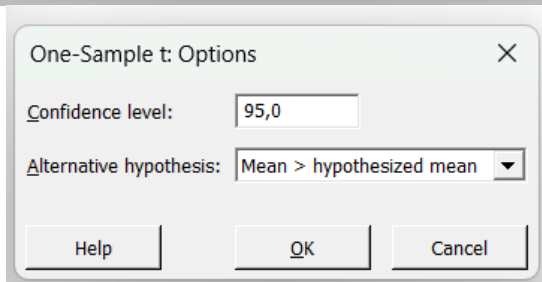 One-Sample t: Options
Confidence level: 95,0
Alternative hypothesis: Mean > hypothesized mean
Help OK Cancel